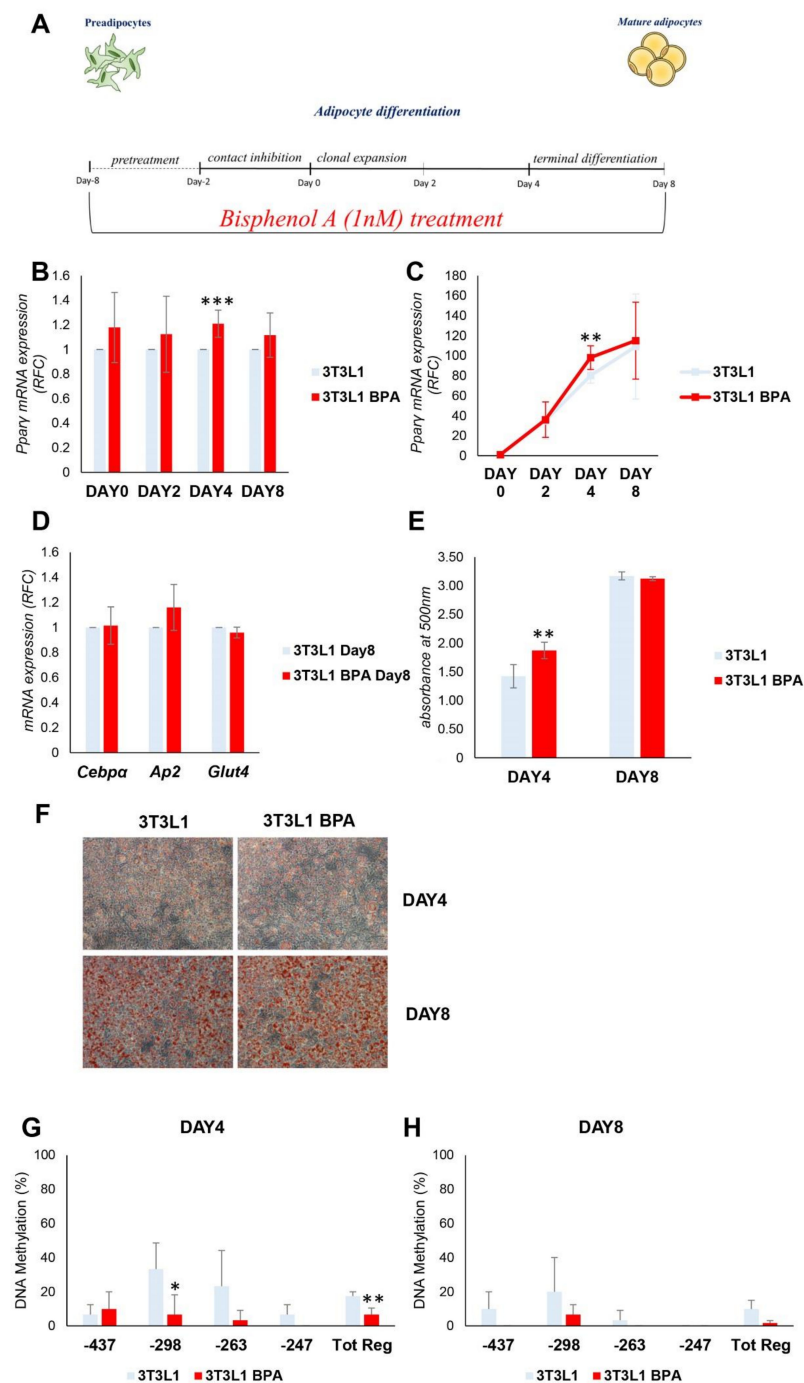 A
Preadipocytes
Mature adipocytes
Adipocyte differentiation
pretreatment contact inhibition clonal expansion terminal differentiation
Day-8 Day-2 Day 0 Day 2 Day 4 Day 8
Bisphenol A (1nM) treatment
B
Pparγ mRNA expression
(RFC)
1.6
1.4
1.2
1
0.8
0.6
0.4
0.2
0
***
DAY0 DAY2 DAY4 DAY8
3T3L1
3T3L1 BPA
C
Pparγ mRNA expression
(RFC)
180
160
140
120
100
80
60
40
20
0
**
DAY DAY DAY DAY
0 2 4 8
3T3L1
3T3L1 BPA
D
mRNA expression (RFC)
1.6
1.4
1.2
1
0.8
0.6
0.4
0.2
0
Cebpα Ap2 Glut4
3T3L1 Day8
3T3L1 BPA Day8
E
absorbance at 500nm
3.50
3.00
2.50
2.00
1.50
1.00
0.50
0
**
DAY4 DAY8
3T3L1
3T3L1 BPA
F
3T3L1 3T3L1 BPA
DAY4
DAY8
G
DAY4
DNA Methylation (%)
100
80
60
40
20
0
*
**
-437 -298 -263 -247 Tot Reg
3T3L1 3T3L1 BPA
H
DAY8
DNA Methylation (%)
100
80
60
40
20
0
-437 -298 -263 -247 Tot Reg
3T3L1 3T3L1 BPA